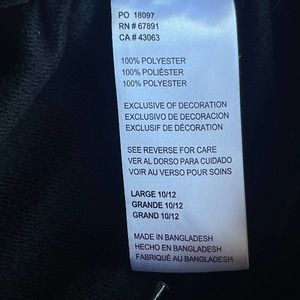 PO 18097
RN # 67891
CA # 43063
100% POLYESTER
100% POLIÉSTER
100% POLYESTER
EXCLUSIVE OF DECORATION
EXCLUSIVO DE DECORACION
EXCLUSIF DE DÉCORATION
SEE REVERSE FOR CARE
VER AL DORSO PARA CUIDADO
VOIR AU VERSO POUR SOINS
LARGE 10/12
GRANDE 10/12
GRAND 10/12
MADE IN BANGLADESH
HECHO EN BANGLADESH
FABRIQUÉ AU BANGLADESH